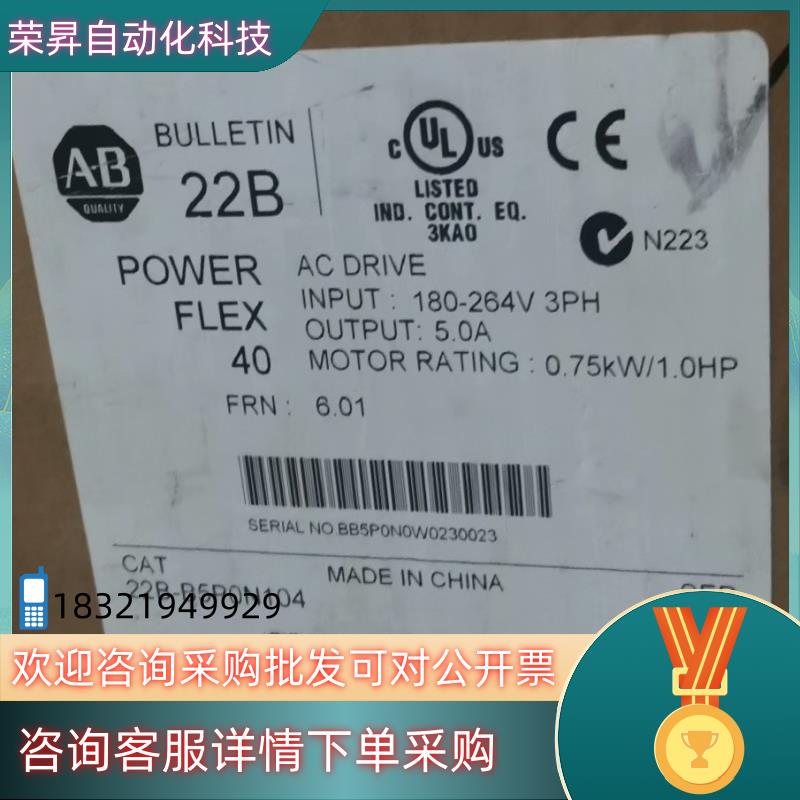 荣昇自动化科技
AB
QUALITY
BULLETIN
22B
C UL US
LISTED
IND. CONT. EQ.
3KA0
CE
N223
POWER
FLEX
40
AC DRIVE
INPUT : 180-264V 3PH
OUTPUT: 5.0A
MOTOR RATING : 0.75kW/1.0HP
FRN : 6.01
SERIAL NO.BB5P0N0W0230023
CAT
MADE IN CHINA
22B-B5P0N104
18321949929
欢迎咨询采购批发可对公开票
咨询客服详情下单采购